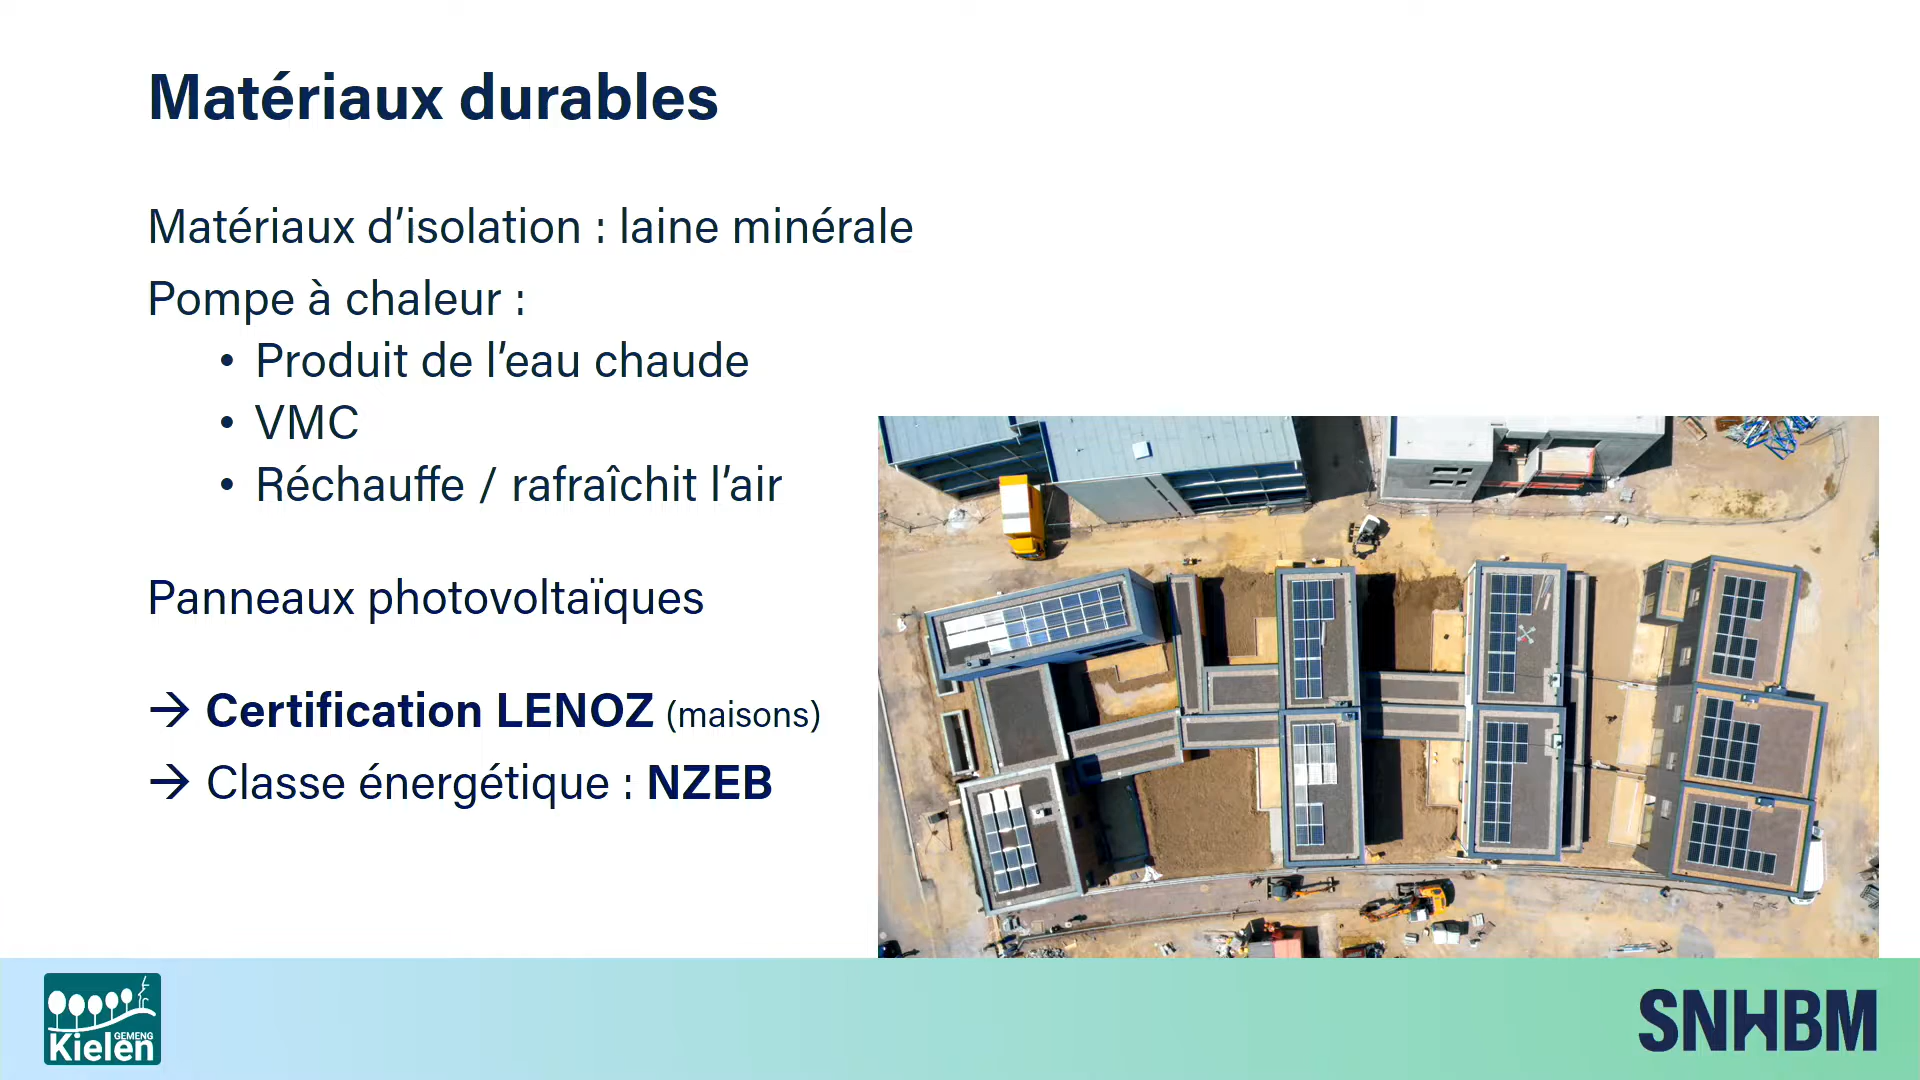 Matériaux durables
Matériaux d’isolation : laine minérale
Pompe à chaleur :
• Produit de l’eau chaude
• VMC
• Réchauffe / rafraîchit l’air
Panneaux photovoltaïques
→ Certification LENOZ (maisons)
→ Classe énergétique : NZEB
GEMENG
Kielen
SNHBM